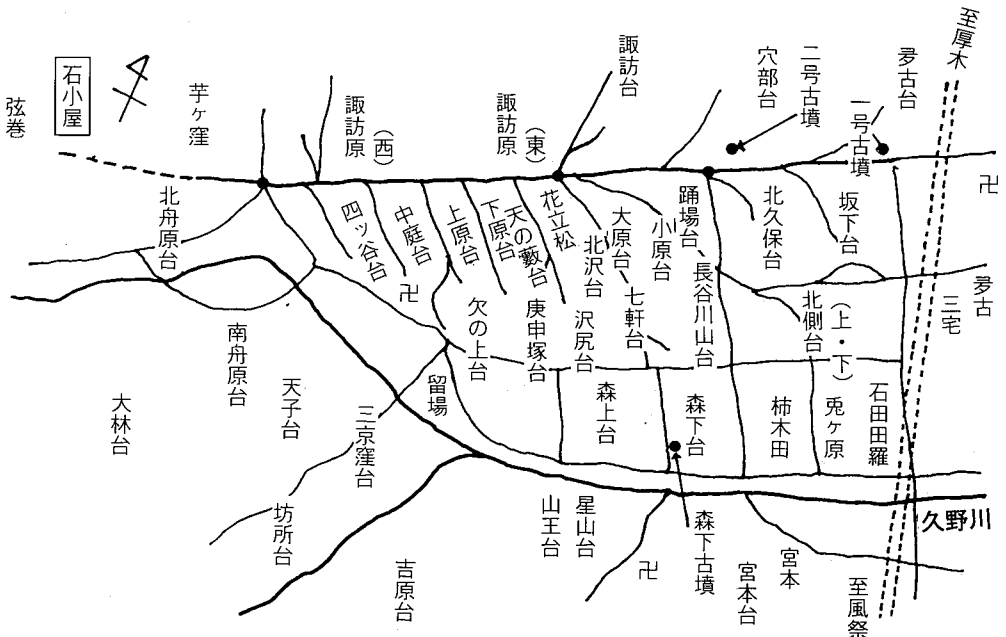 至厚木
夛古台
一号古墳
二号古墳
穴部台
諏訪台
諏訪原(東)
諏訪原(西)
芋ヶ窪
石小屋
弦巻
北舟原台
四ッ谷台
中庭台
上原台
下原台
天の藪台
花立松
北沢台
大原台
小原台
踊場台
長谷川山台
北久保台
坂下台
夛古
三宅
北側台(上・下)
七軒台
沢尻台
庚申塚台
欠の上台
卍
卍
南舟原台
天子台
大林台
三京窪台
留場
森上台
森下台
柿木田
兎ヶ原
石田田羅
坊所台
吉原台
山王台
星山台
卍
森下古墳
宮本台
宮本
久野川
至風祭